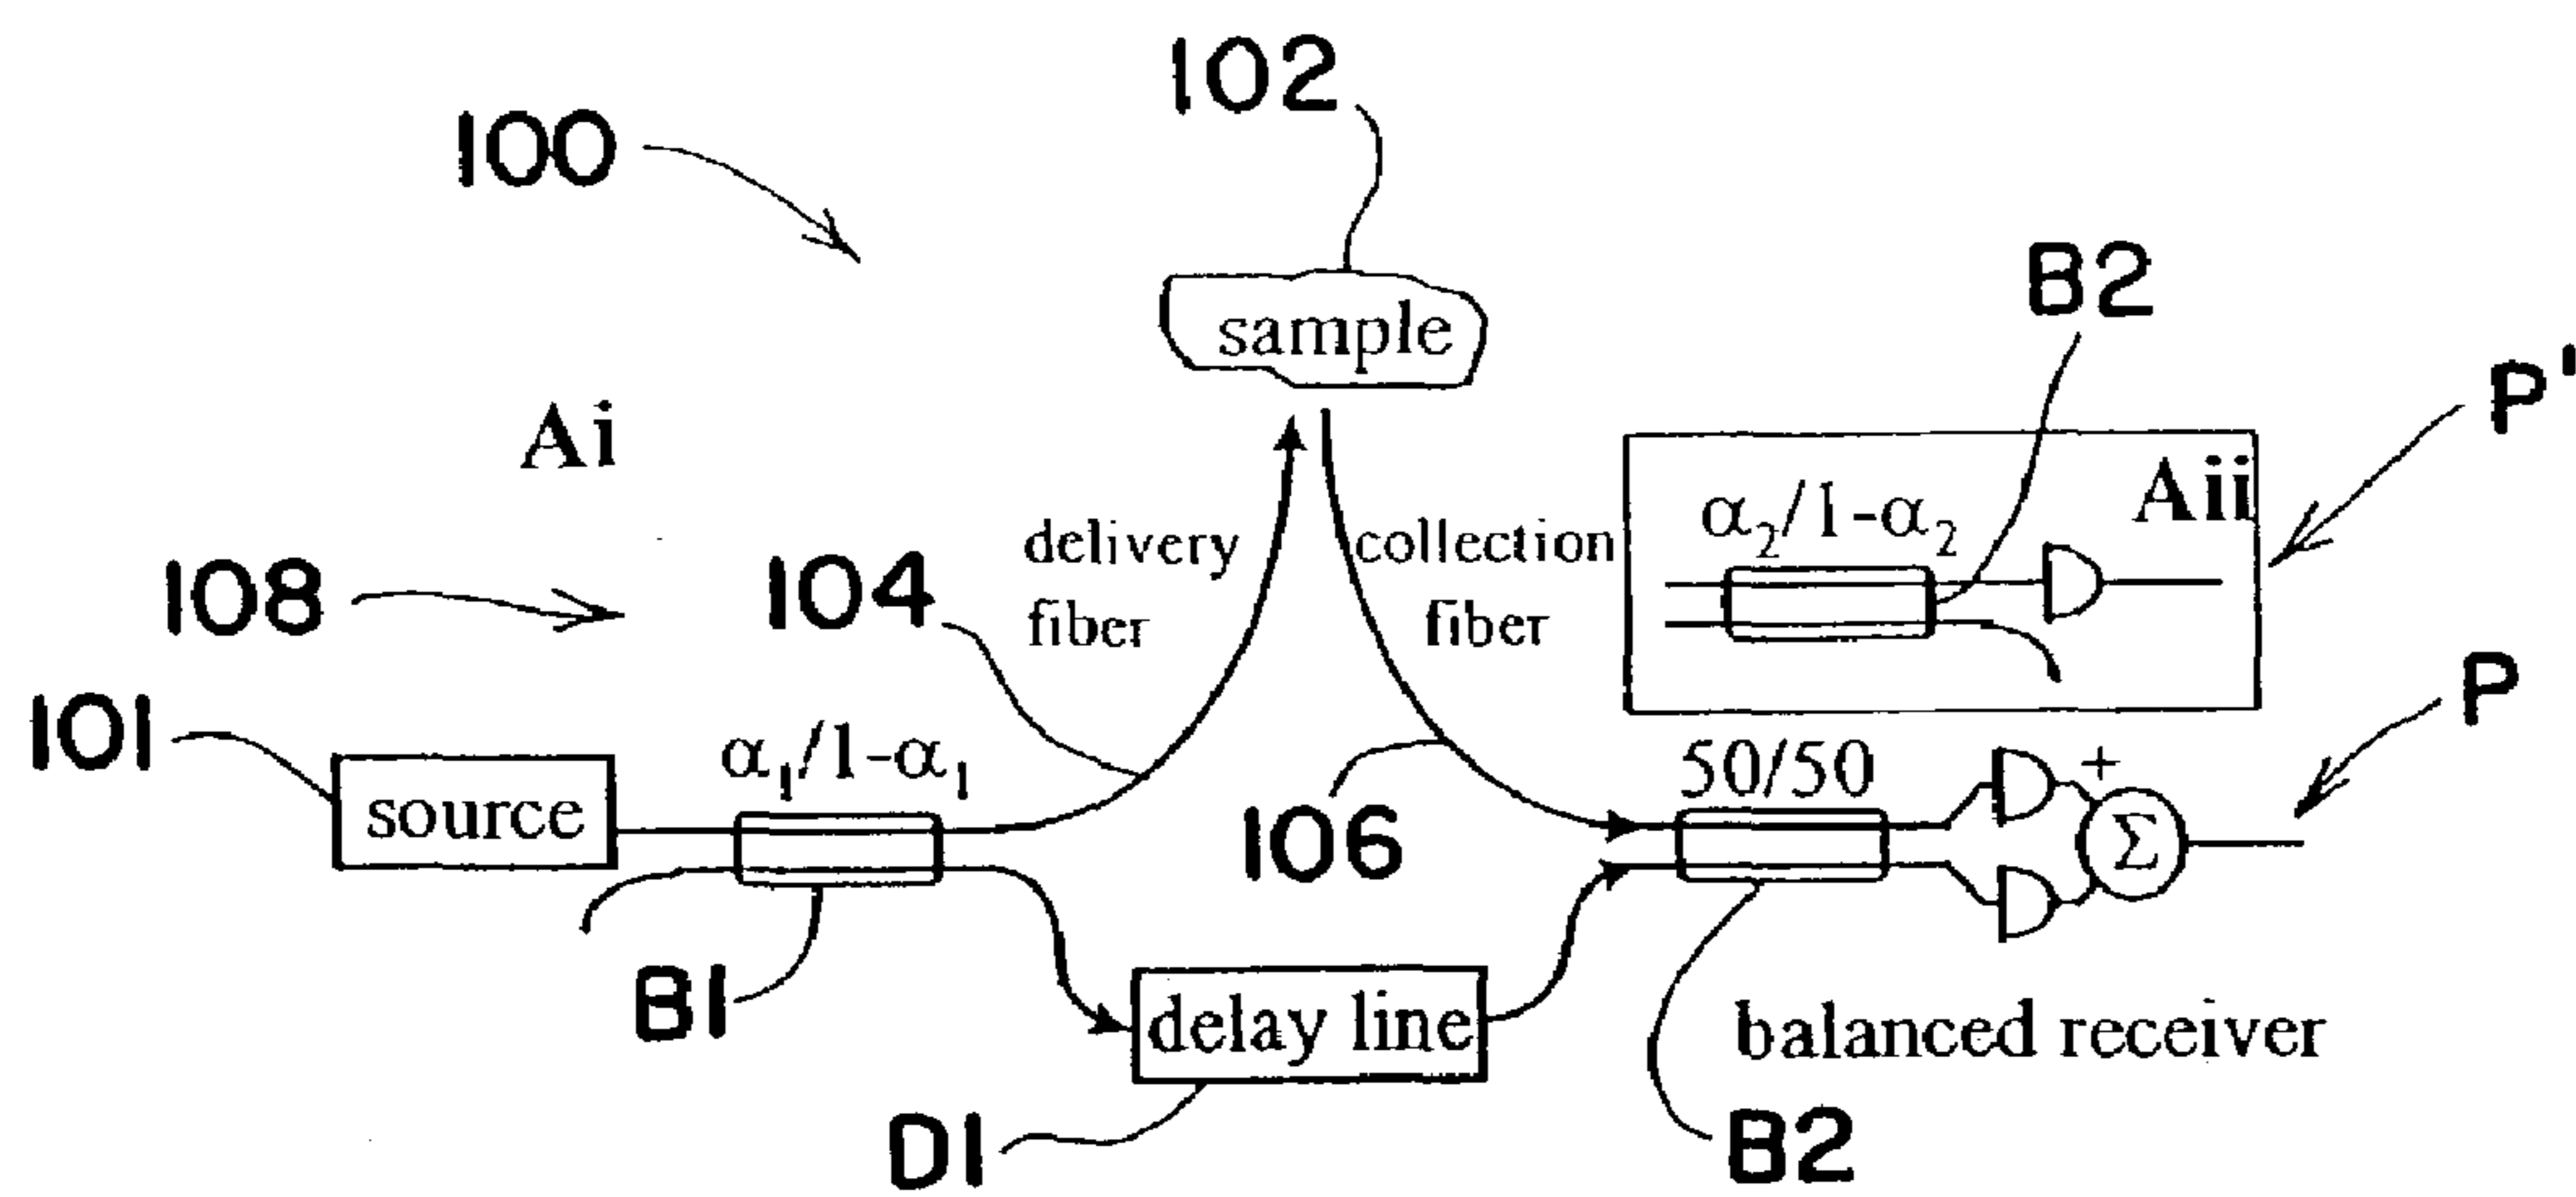 102
100
B2
sample
P'
Ai
Aii
α₂/1-α₂
delivery
fiber
collection
fiber
108
104
P
101
source
α₁/1-α₁
106
50/50
+
Σ
B1
delay line
balanced receiver
D1
B2